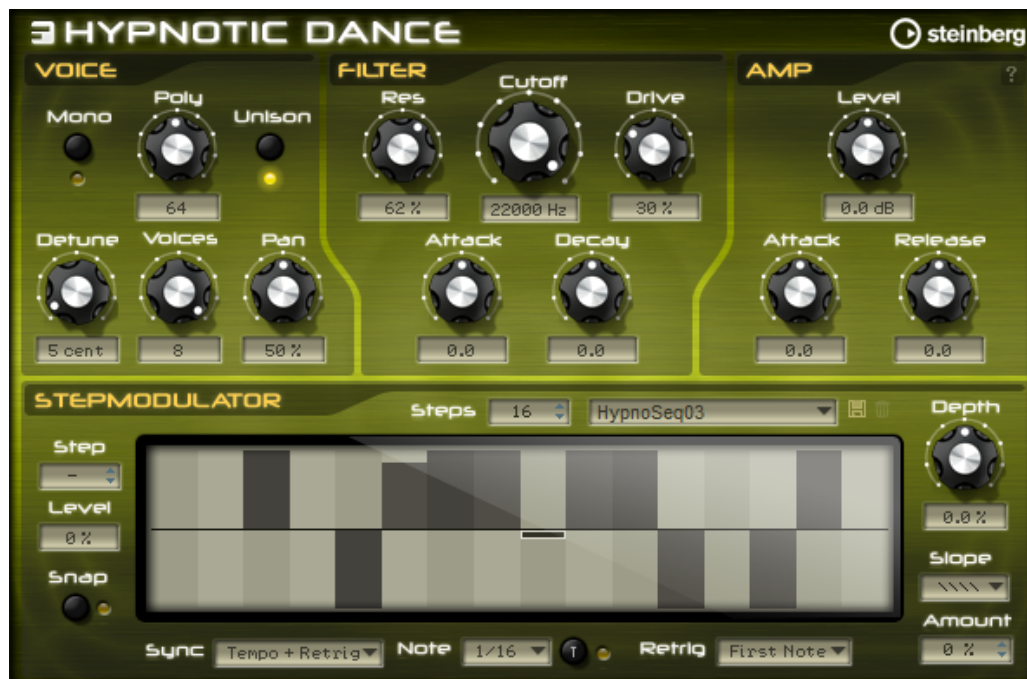 HYPNOTIC DANCE
steinberg
VOICE
FILTER
AMP
?
Mono
Poly
Unison
Res
Cutoff
Drive
Level
64
62 %
22000 Hz
30 %
0.0 dB
Detune
Voices
Pan
Attack
Decay
Attack
Release
5 cent
8
50 %
0.0
0.0
0.0
0.0
STEPMODULATOR
Steps
16
HypnoSeq03
Depth
Step
-
Level
0 %
Snap
0.0 %
Slope
Amount
0 %
Sync
Tempo + Retrig
Note
1/16
T
Retrig
First Note